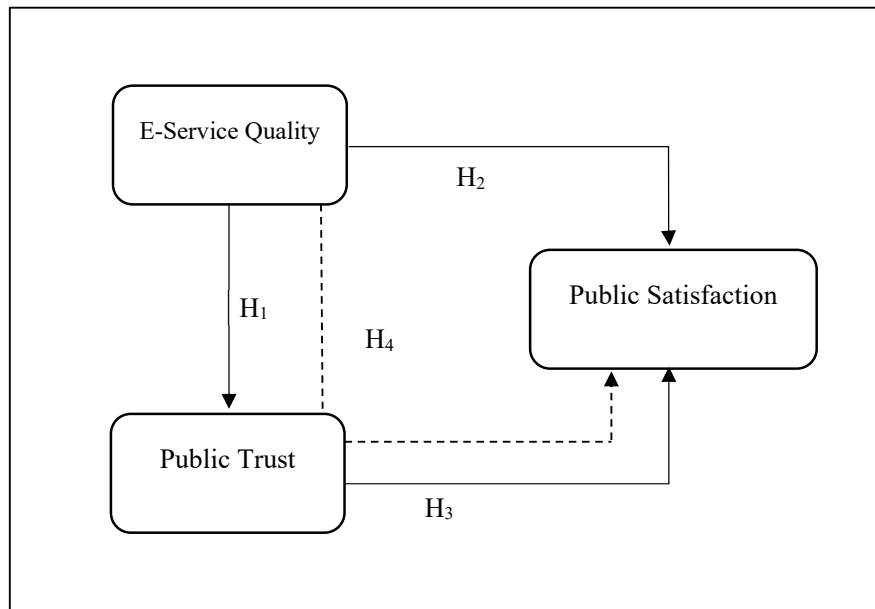 E-Service Quality
H₂
Public Satisfaction
H₁
H₄
Public Trust
H₃